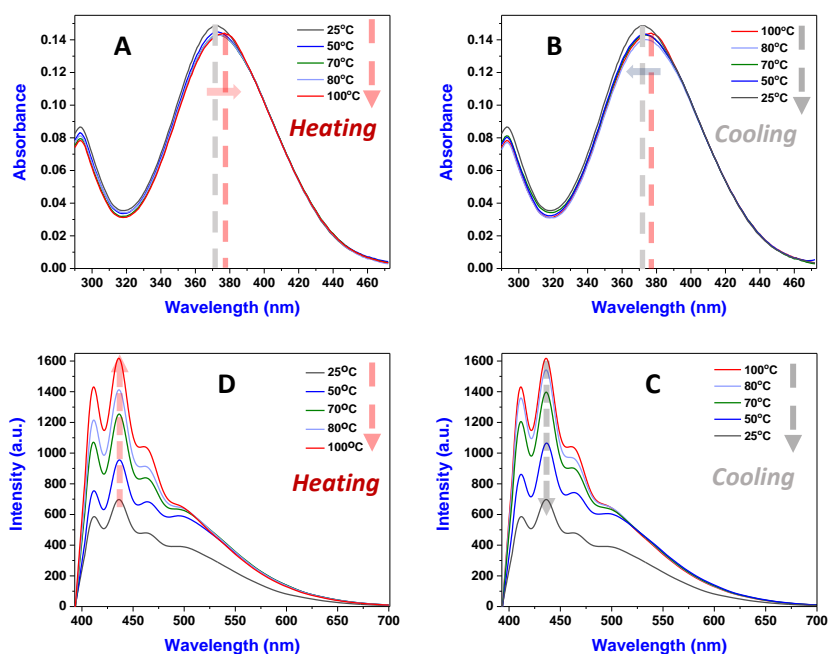 A
25°C
50°C
70°C
80°C
100°C
Heating
Absorbance
0.14
0.12
0.10
0.08
0.06
0.04
0.02
0.00
300 320 340 360 380 400 420 440 460
Wavelength (nm)
B
100°C
80°C
70°C
50°C
25°C
Cooling
Absorbance
0.14
0.12
0.10
0.08
0.06
0.04
0.02
0.00
300 320 340 360 380 400 420 440 460
Wavelength (nm)
D
25°C
50°C
70°C
80°C
100°C
Heating
Intensity (a.u.)
1600
1400
1200
1000
800
600
400
200
0
400 450 500 550 600 650 700
Wavelength (nm)
C
100°C
80°C
70°C
50°C
25°C
Cooling
Intensity (a.u.)
1600
1400
1200
1000
800
600
400
200
0
400 450 500 550 600 650 700
Wavelength (nm)